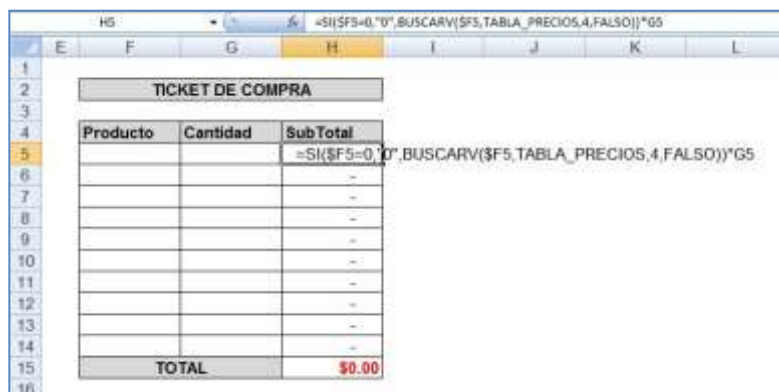 H5 fx =SI($F5=0,"0",BUSCARV($F5,TABLA_PRECIOS,4,FALSO))*G5
E F G H I J K L
1
2 TICKET DE COMPRA
3
4 Producto Cantidad SubTotal
5 =SI($F5=0,"0",BUSCARV($F5,TABLA_PRECIOS,4,FALSO))*G5
6 -
7 -
8 -
9 -
10 -
11 -
12 -
13 -
14 -
15 TOTAL $0.00
16